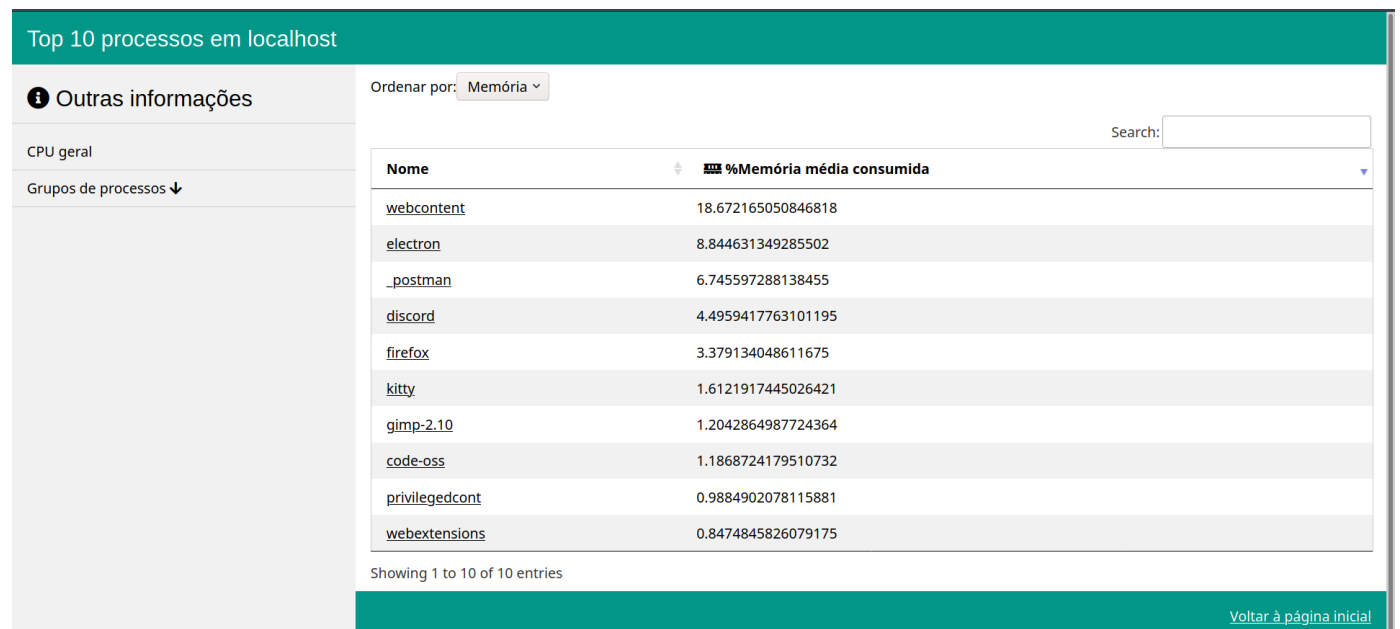 Top 10 processos em localhost
Outras informações
CPU geral
Grupos de processos
Ordenar por: Memória
Search:
Nome %Memória média consumida
webcontent 18.672165050846818
electron 8.844631349285502
_postman 6.745597288138455
discord 4.4959417763101195
firefox 3.379134048611675
kitty 1.6121917445026421
gimp-2.10 1.2042864987724364
code-oss 1.1868724179510732
privilegedcont 0.9884902078115881
webextensions 0.8474845826079175
Showing 1 to 10 of 10 entries
Voltar à página inicial